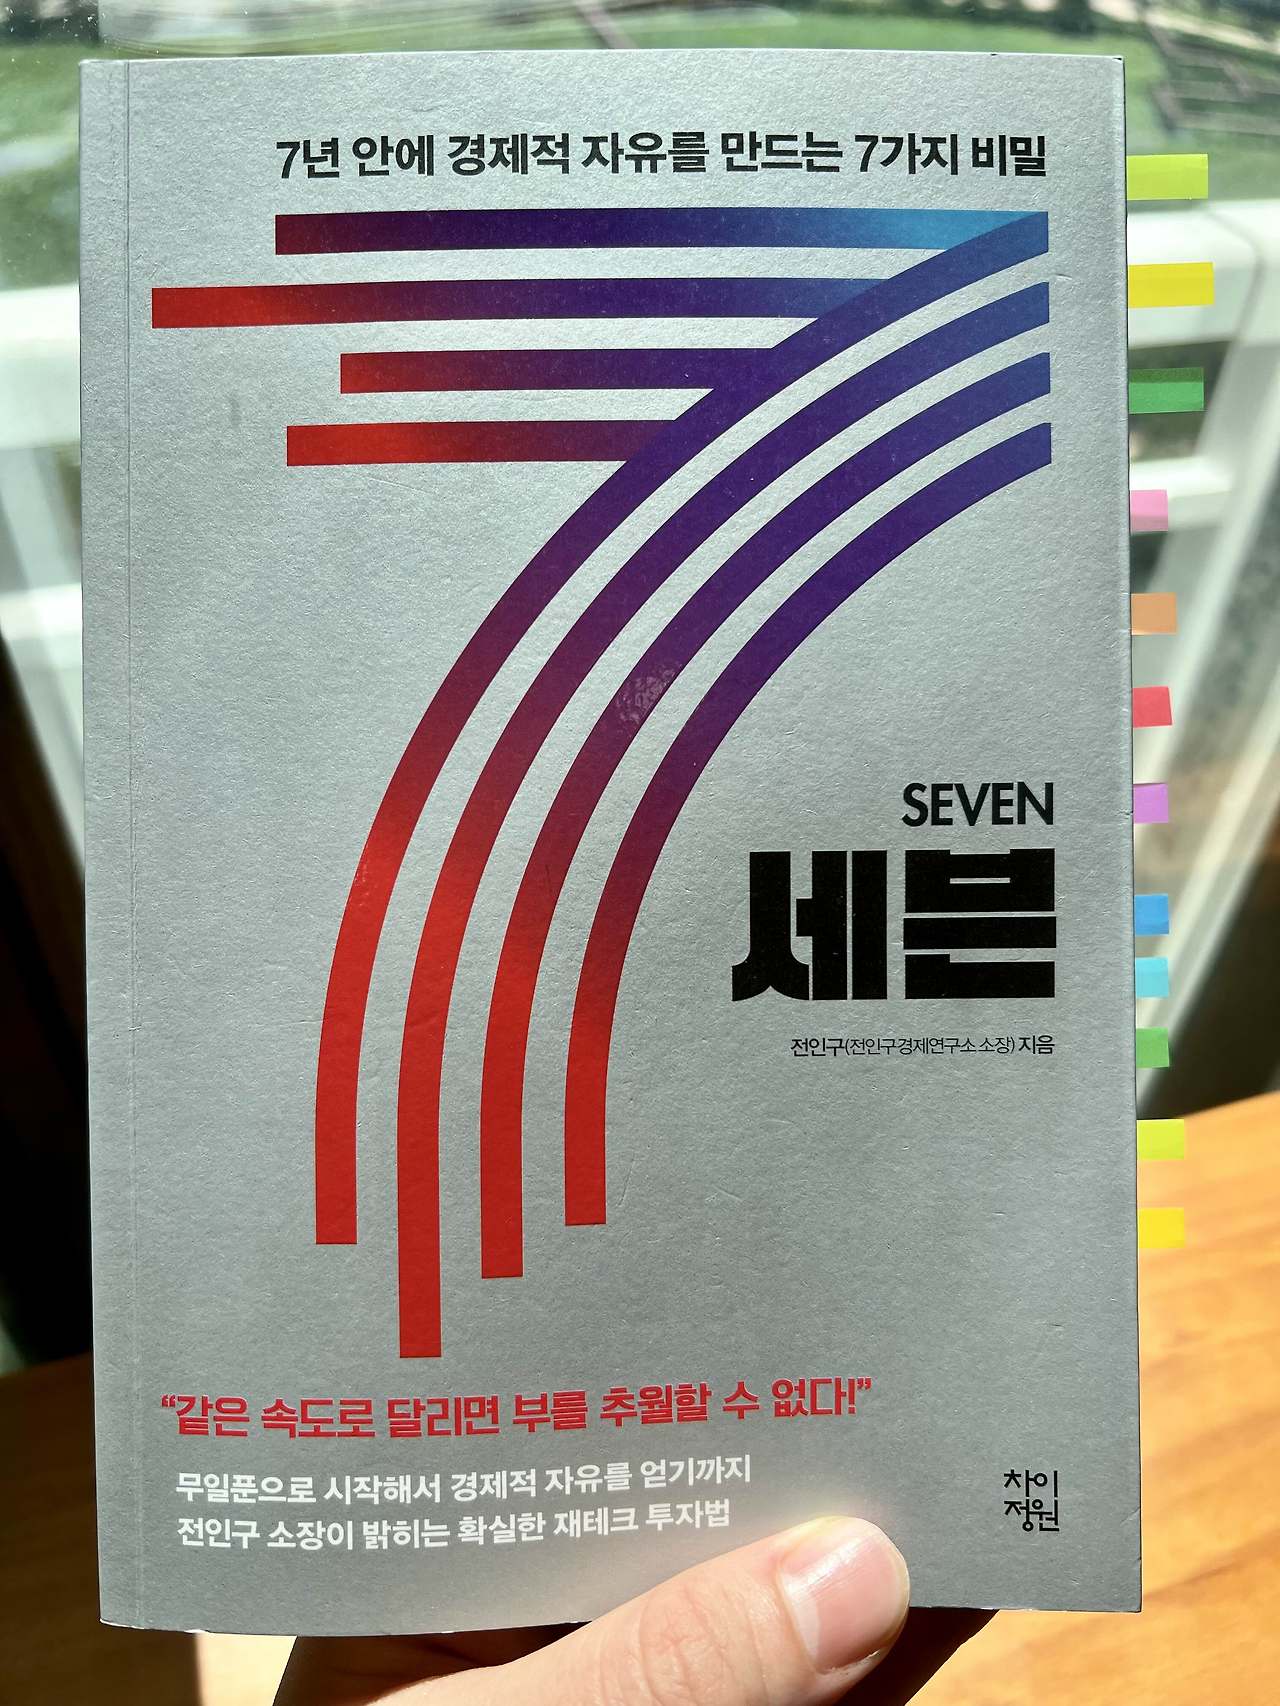 7년 안에 경제적 자유를 만드는 7가지 비밀
SEVEN
세븐
전인구(전인구경제연구소 소장) 지음
“같은 속도로 달리면 부를 추월할 수 없다!”
무일푼으로 시작해서 경제적 자유를 얻기까지
전인구 소장이 밝히는 확실한 재테크 투자법
차이
정원